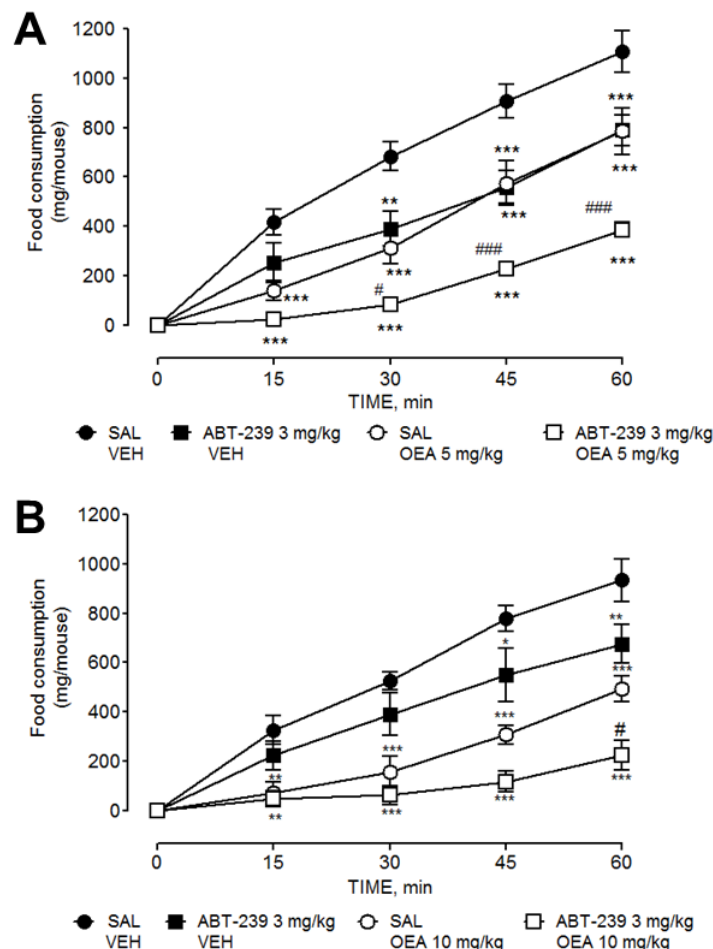 A
1200
1000
800
600
400
200
0
Food consumption
(mg/mouse)
***
***
***
**
***
***
***
###
###
#
***
***
***
***
0 15 30 45 60
TIME, min
SAL ABT-239 3 mg/kg SAL ABT-239 3 mg/kg
VEH VEH OEA 5 mg/kg OEA 5 mg/kg
B
1200
1000
800
600
400
200
0
Food consumption
(mg/mouse)
**
*
***
***
#
***
**
***
***
***
**
0 15 30 45 60
TIME, min
SAL ABT-239 3 mg/kg SAL ABT-239 3 mg/kg
VEH VEH OEA 10 mg/kg OEA 10 mg/kg